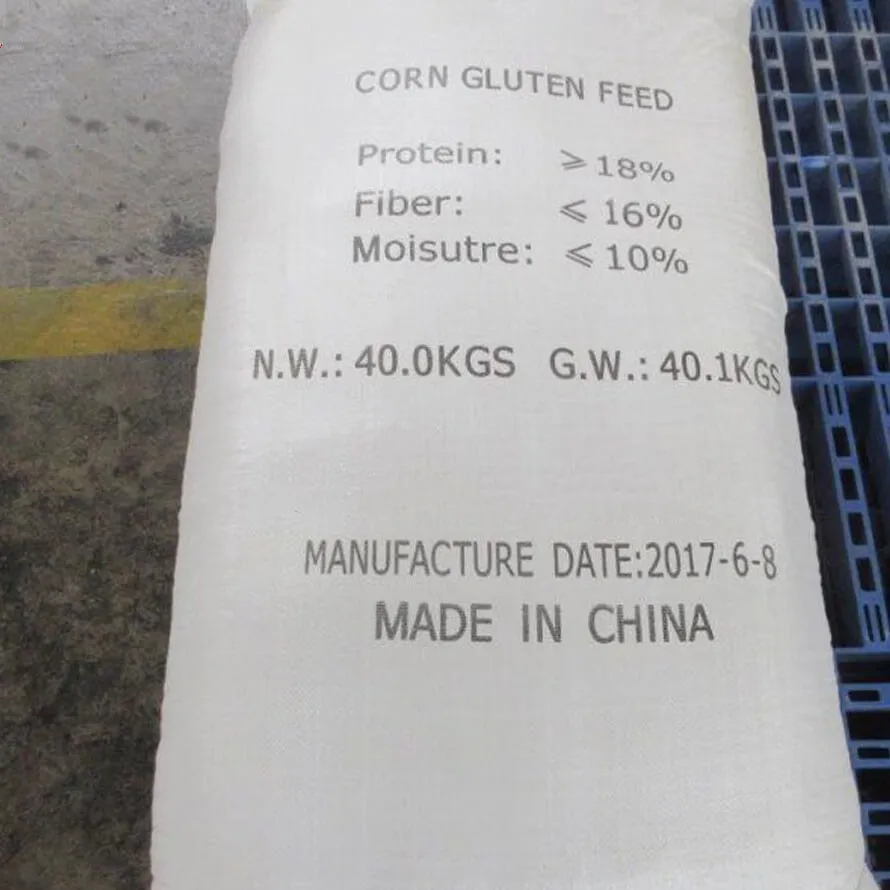 CORN GLUTEN FEED
Protein: ⩾ 18%
Fiber: ⩽ 16%
Moisutre: ⩽ 10%
N.W.: 40.0KGS G.W.: 40.1KGS
MANUFACTURE DATE:2017-6-8
MADE IN CHINA